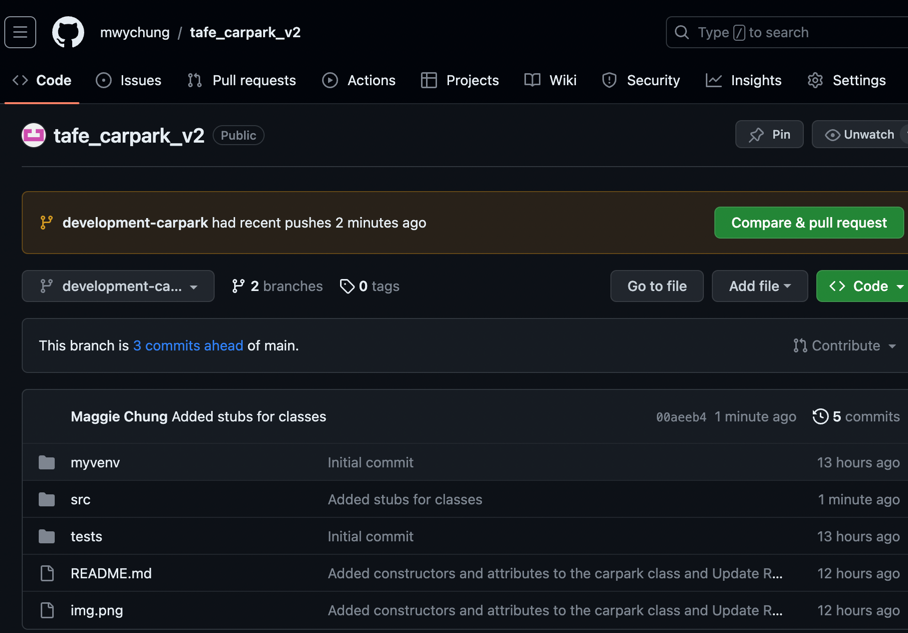 mwychung / tafe_carpark_v2 Type / to search
Code Issues Pull requests Actions Projects Wiki Security Insights Settings
tafe_carpark_v2 Public Pin Unwatch
development-carpark had recent pushes 2 minutes ago Compare & pull request
development-ca... 2 branches 0 tags Go to file Add file Code
This branch is 3 commits ahead of main. Contribute
Maggie Chung Added stubs for classes 00aeeb4 1 minute ago 5 commits
myvenv Initial commit 13 hours ago
src Added stubs for classes 1 minute ago
tests Initial commit 13 hours ago
README.md Added constructors and attributes to the carpark class and Update R... 12 hours ago
img.png Added constructors and attributes to the carpark class and Update R... 12 hours ago